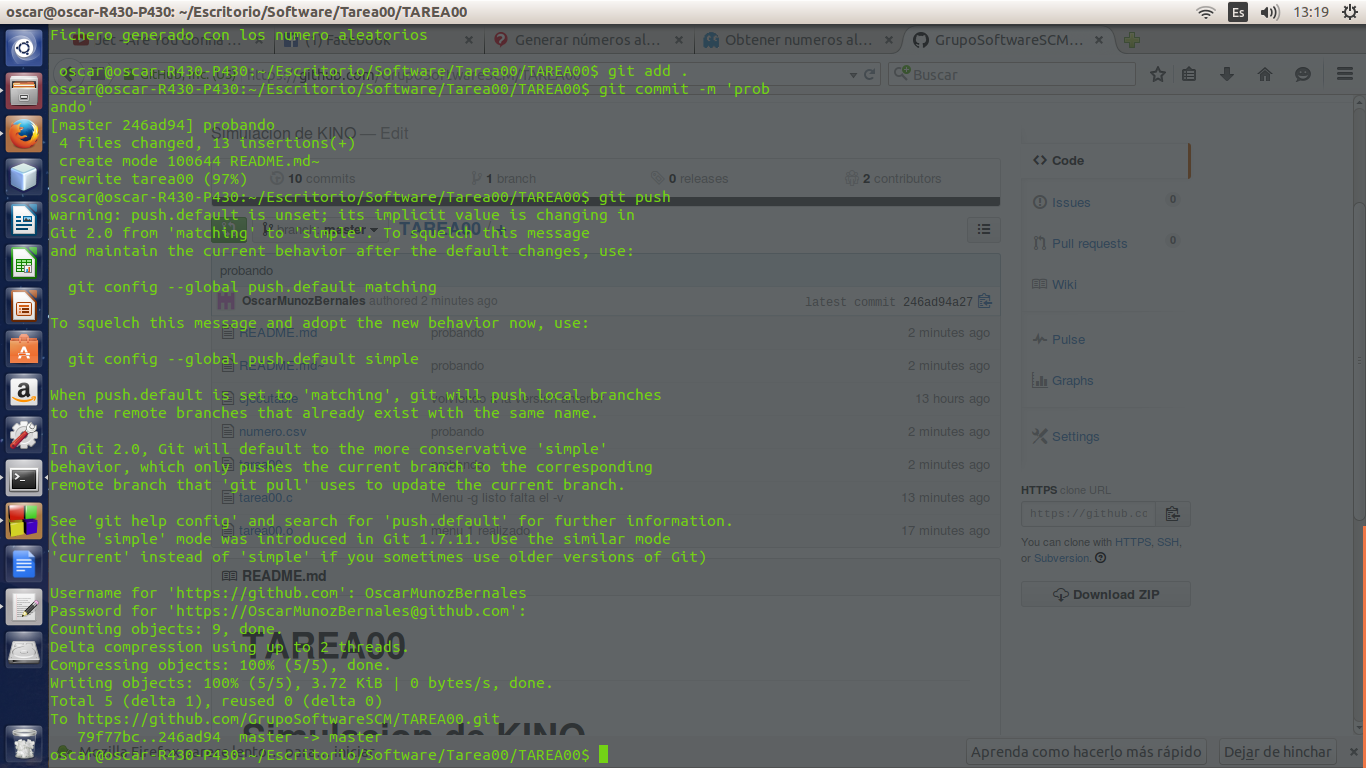 oscar@oscar-R430-P430: ~/Escritorio/Software/Tarea00/TAREA00
Es
13:19
Fichero generado con los numero aleatorios
Generar números al...
Obtener numeros al...
GrupoSoftwareSCM...
Buscar
oscar@oscar-R430-P430:~/Escritorio/Software/Tarea00/TAREA00$ git add .
oscar@oscar-R430-P430:~/Escritorio/Software/Tarea00/TAREA00$ git commit -m 'prob
ando'
[master 246ad94] probando
4 files changed, 13 insertions(+)
create mode 100644 README.md~
rewrite tarea00 (97%)
oscar@oscar-R430-P430:~/Escritorio/Software/Tarea00/TAREA00$ git push
warning: push.default is unset; its implicit value is changing in
Git 2.0 from 'matching' to 'simple'. To squelch this message
and maintain the current behavior after the default changes, use:
git config --global push.default matching
To squelch this message and adopt the new behavior now, use:
git config --global push.default simple
When push.default is set to 'matching', git will push local branches
to the remote branches that already exist with the same name.
In Git 2.0, Git will default to the more conservative 'simple'
behavior, which only pushes the current branch to the corresponding
remote branch that 'git pull' uses to update the current branch.
See 'git help config' and search for 'push.default' for further information.
(the 'simple' mode was introduced in Git 1.7.11. Use the similar mode
'current' instead of 'simple' if you sometimes use older versions of Git)
Username for 'https://github.com': OscarMunozBernales
Password for 'https://OscarMunozBernales@github.com':
Counting objects: 9, done.
Delta compression using up to 2 threads.
Compressing objects: 100% (5/5), done.
Writing objects: 100% (5/5), 3.72 KiB | 0 bytes/s, done.
Total 5 (delta 1), reused 0 (delta 0)
To https://github.com/GrupoSoftwareSCM/TAREA00.git
79f77bc..246ad94 master -> master
oscar@oscar-R430-P430:~/Escritorio/Software/Tarea00/TAREA00$
Simulacion de KINO — Edit
10 commits
1 branch
0 releases
2 contributors
TAREA00
probando
OscarMunozBernales authored 2 minutes ago
latest commit 246ad94a27
README.md probando 2 minutes ago
README.md~ probando 2 minutes ago
13 hours ago
numero.csv probando 2 minutes ago
2 minutes ago
tarea00.c Menu -g listo falta el -v 13 minutes ago
tarea00.o menu 1 realizado 17 minutes ago
README.md
TAREA00
Simulacion de KINO
Code
Issues 0
Pull requests 0
Wiki
Pulse
Graphs
Settings
HTTPS clone URL
https://github.cc
You can clone with HTTPS, SSH,
or Subversion.
Download ZIP
Aprenda como hacerlo más rápido
Dejar de hinchar